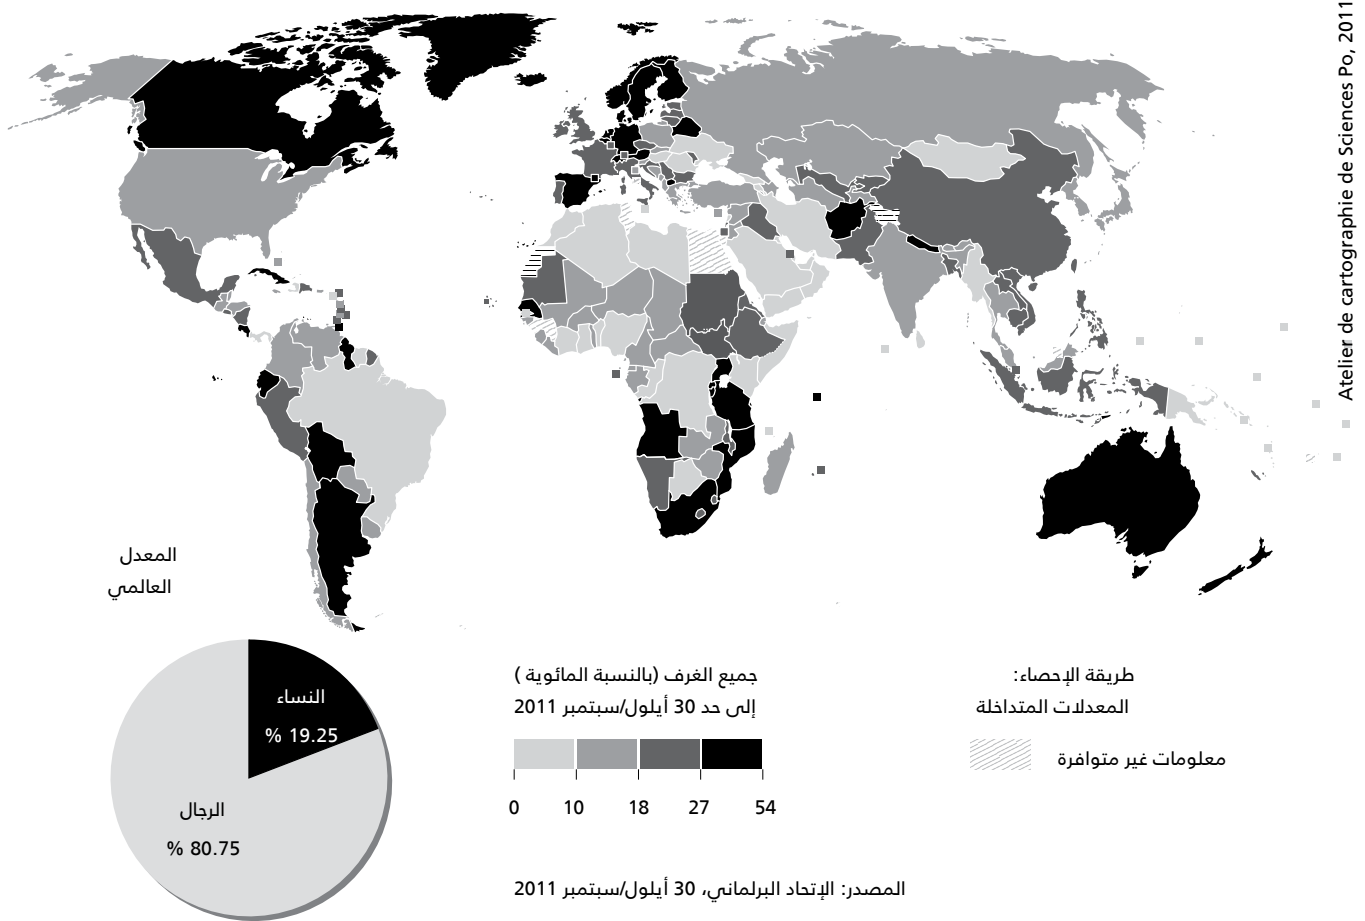 Atelier de cartographie de Sciences Po, 2011
المعدل
العالمي
النساء
% 19.25
الرجال
% 80.75
جميع الغرف (بالنسبة المائوية )
إلى حد 30 أيلول/سبتمبر 2011
0 10 18 27 54
طريقة الإحصاء:
المعدلات المتداخلة
معلومات غير متوافرة
المصدر: الإتحاد البرلماني، 30 أيلول/سبتمبر 2011